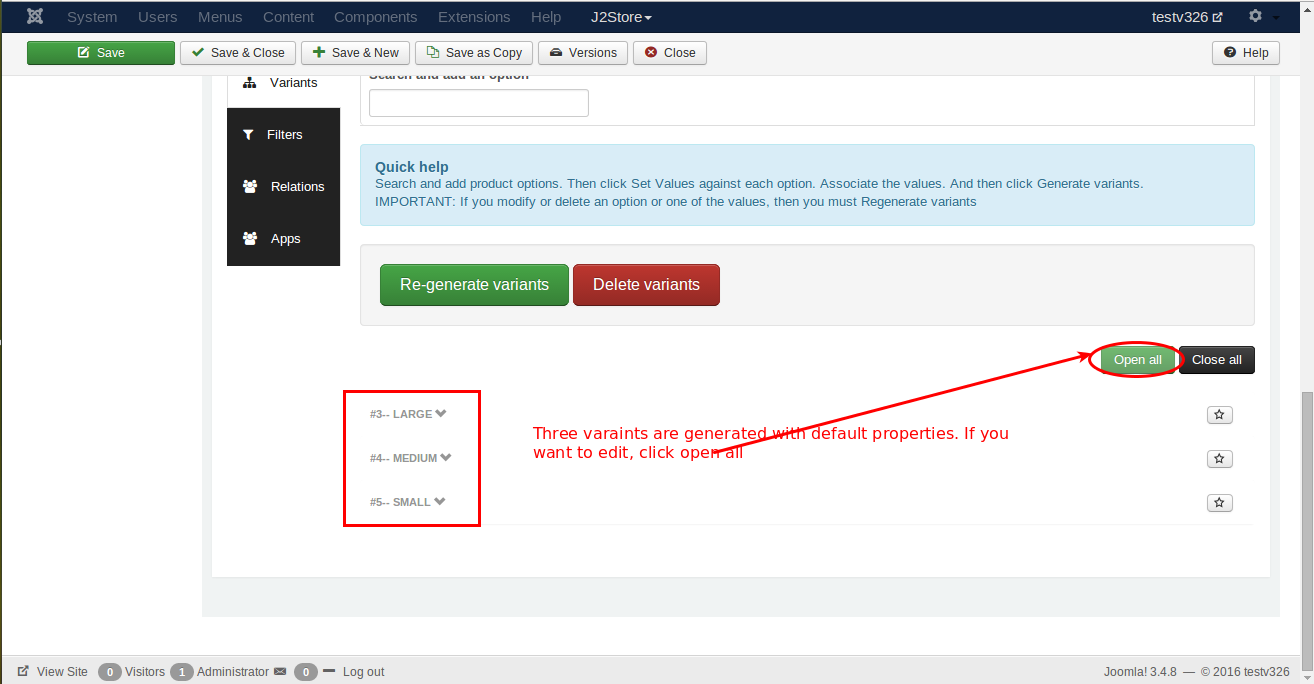 System Users Menus Content Components Extensions Help J2Store testv326
Save Save & Close Save & New Save as Copy Versions Close Help
Variants
Search and add an option
Filters
Relations
Apps
Quick help
Search and add product options. Then click Set Values against each option. Associate the values. And then click Generate variants.
IMPORTANT: If you modify or delete an option or one of the values, then you must Regenerate variants
Re-generate variants Delete variants
Open all Close all
#3-- LARGE
#4-- MEDIUM
#5-- SMALL
Three varaints are generated with default properties. If you
want to edit, click open all
View Site 0 Visitors 1 Administrator 0 Log out Joomla! 3.4.8 — © 2016 testv326